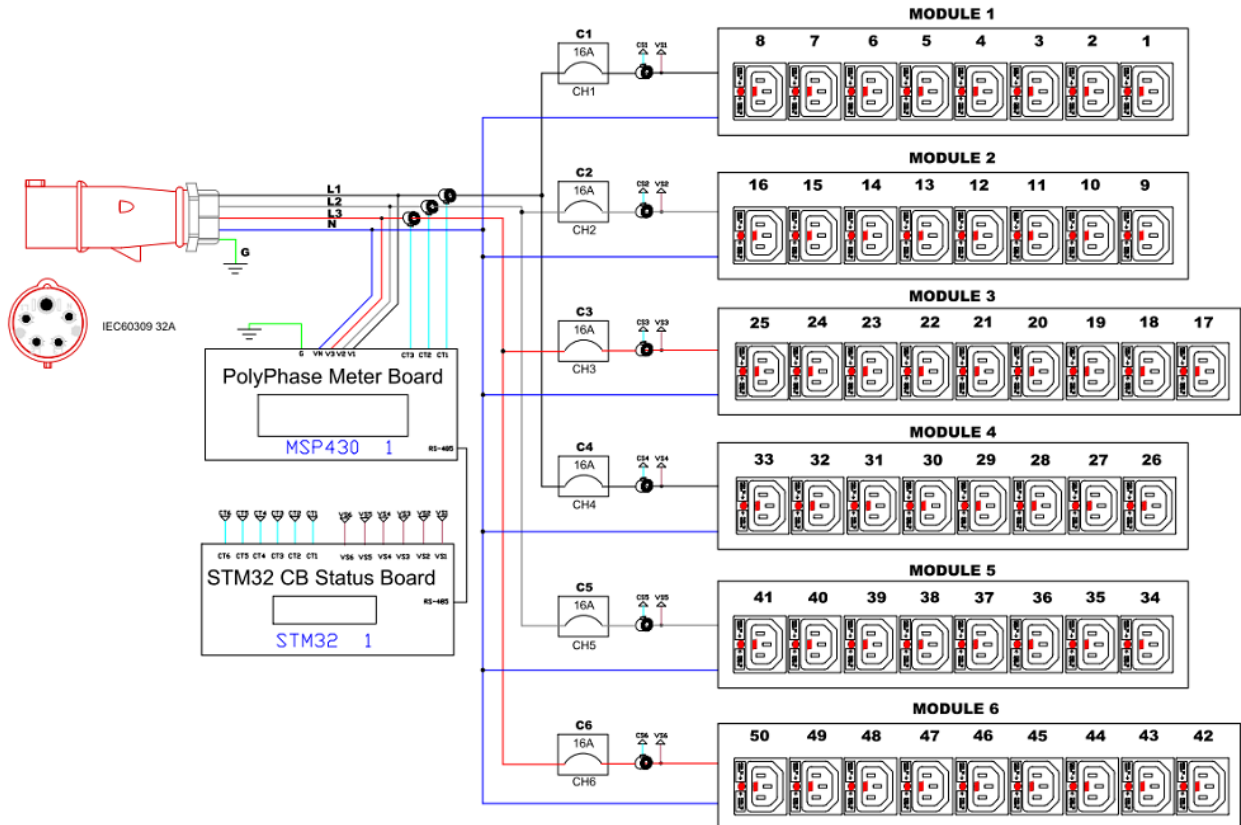 MODULE 1
C1
16A
CH1
CS1 VS1
8 7 6 5 4 3 2 1
MODULE 2
C2
16A
CH2
CS2 VS2
16 15 14 13 12 11 10 9
L1
L2
L3
N
G
IEC60309 32A
MODULE 3
C3
16A
CH3
CS3 VS3
25 24 23 22 21 20 19 18 17
G VN V3 V2 V1 CT3 CT2 CT1
PolyPhase Meter Board
MSP430 1
RS-485
MODULE 4
C4
16A
CH4
CS4 VS4
33 32 31 30 29 28 27 26
CT6 CT5 CT4 CT3 CT2 CT1 VS6 VS5 VS4 VS3 VS2 VS1
STM32 CB Status Board
RS-485
STM32 1
MODULE 5
C5
16A
CH5
CS5 VS5
41 40 39 38 37 36 35 34
MODULE 6
C6
16A
CH6
CS6 VS6
50 49 48 47 46 45 44 43 42